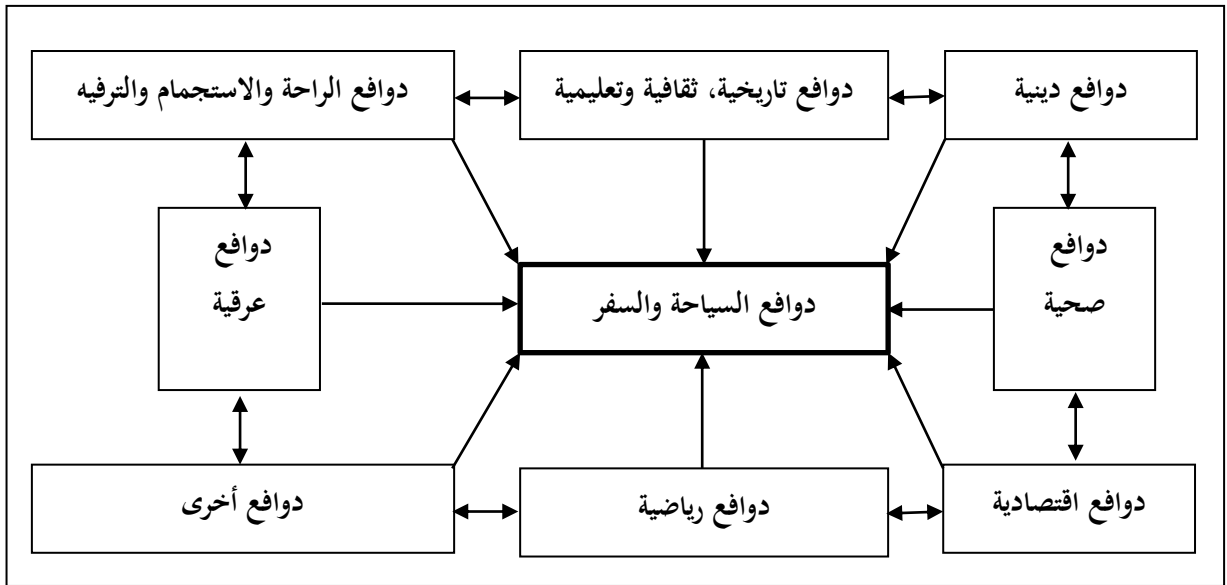 دوافع دينية
دوافع تاريخية، ثقافية وتعليمية
دوافع الراحة والاستجمام والترفيه
دوافع
صحية
دوافع السياحة والسفر
دوافع
عرقية
دوافع اقتصادية
دوافع رياضية
دوافع أخرى